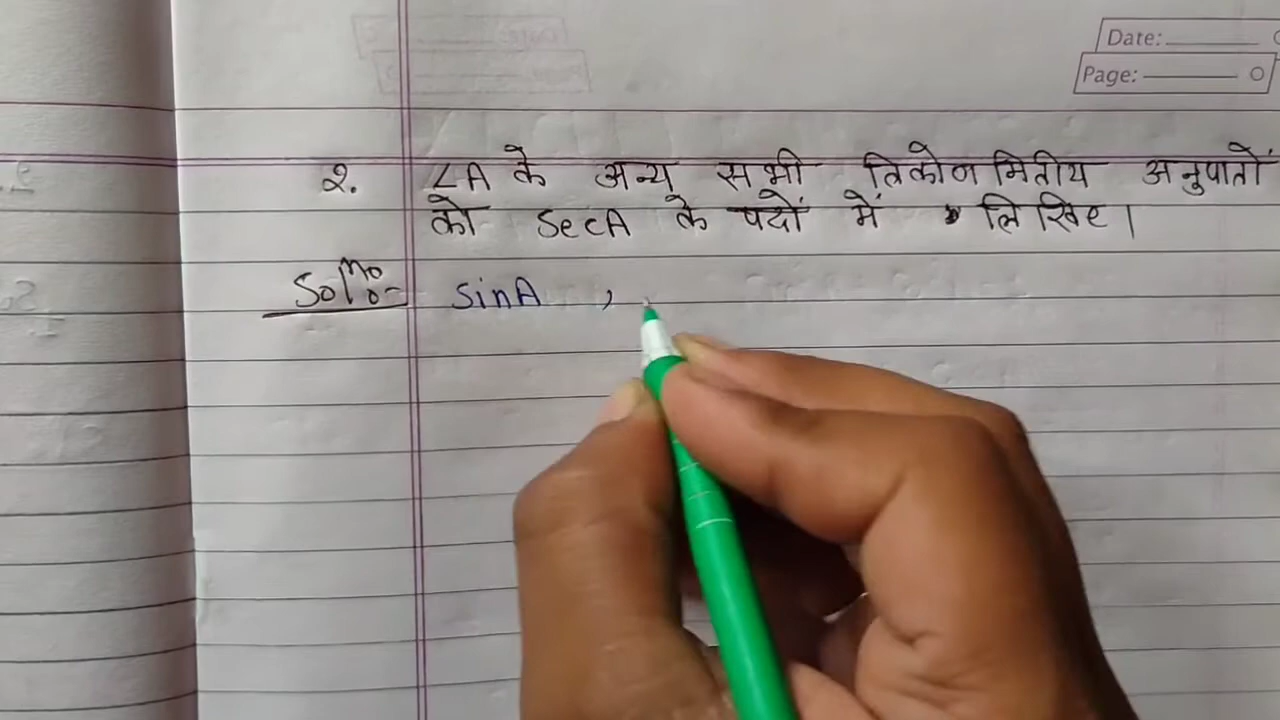 Date:
Page:
2. ∠A के अन्य सभी त्रिकोणमितीय अनुपातों
को SecA के पदों में लिखिए।
Soln:- sinA ,